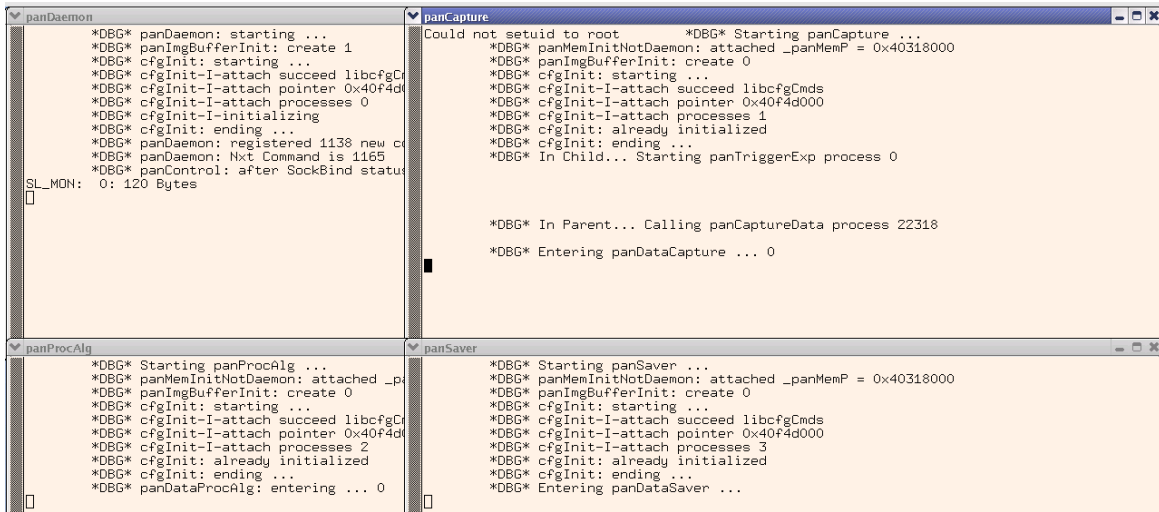 panDaemon
*DBG* panDaemon: starting ...
*DBG* panImgBufferInit: create 1
*DBG* cfgInit: starting ...
*DBG* cfgInit-I-attach succeed libcfgC
*DBG* cfgInit-I-attach pointer 0x40f4d0
*DBG* cfgInit-I-attach processes 0
*DBG* cfgInit-I-initializing
*DBG* cfgInit: ending ...
*DBG* panDaemon: registered 1138 new co
*DBG* panDaemon: Nxt Command is 1165
*DBG* panControl: after SockBind status
SL_MON:  0: 120 Bytes
panCapture
Could not setuid to root        *DBG* Starting panCapture ...
*DBG* panMemInitNotDaemon: attached _panMemP = 0x40318000
*DBG* panImgBufferInit: create 0
*DBG* cfgInit: starting ...
*DBG* cfgInit-I-attach succeed libcfgCmds
*DBG* cfgInit-I-attach pointer 0x40f4d000
*DBG* cfgInit-I-attach processes 1
*DBG* cfgInit: already initialized
*DBG* cfgInit: ending ...
*DBG* In Child... Starting panTriggerExp process 0
*DBG* In Parent... Calling panCaptureData process 22318
*DBG* Entering panDataCapture ... 0
panProcAlg
*DBG* Starting panProcAlg ...
*DBG* panMemInitNotDaemon: attached _pa
*DBG* panImgBufferInit: create 0
*DBG* cfgInit: starting ...
*DBG* cfgInit-I-attach succeed libcfgC
*DBG* cfgInit-I-attach pointer 0x40f4d0
*DBG* cfgInit-I-attach processes 2
*DBG* cfgInit: already initialized
*DBG* cfgInit: ending ...
*DBG* panDataProcAlg: entering ... 0
panSaver
*DBG* Starting panSaver ...
*DBG* panMemInitNotDaemon: attached _panMemP = 0x40318000
*DBG* panImgBufferInit: create 0
*DBG* cfgInit: starting ...
*DBG* cfgInit-I-attach succeed libcfgCmds
*DBG* cfgInit-I-attach pointer 0x40f4d000
*DBG* cfgInit-I-attach processes 3
*DBG* cfgInit: already initialized
*DBG* cfgInit: ending ...
*DBG* Entering panDataSaver ...